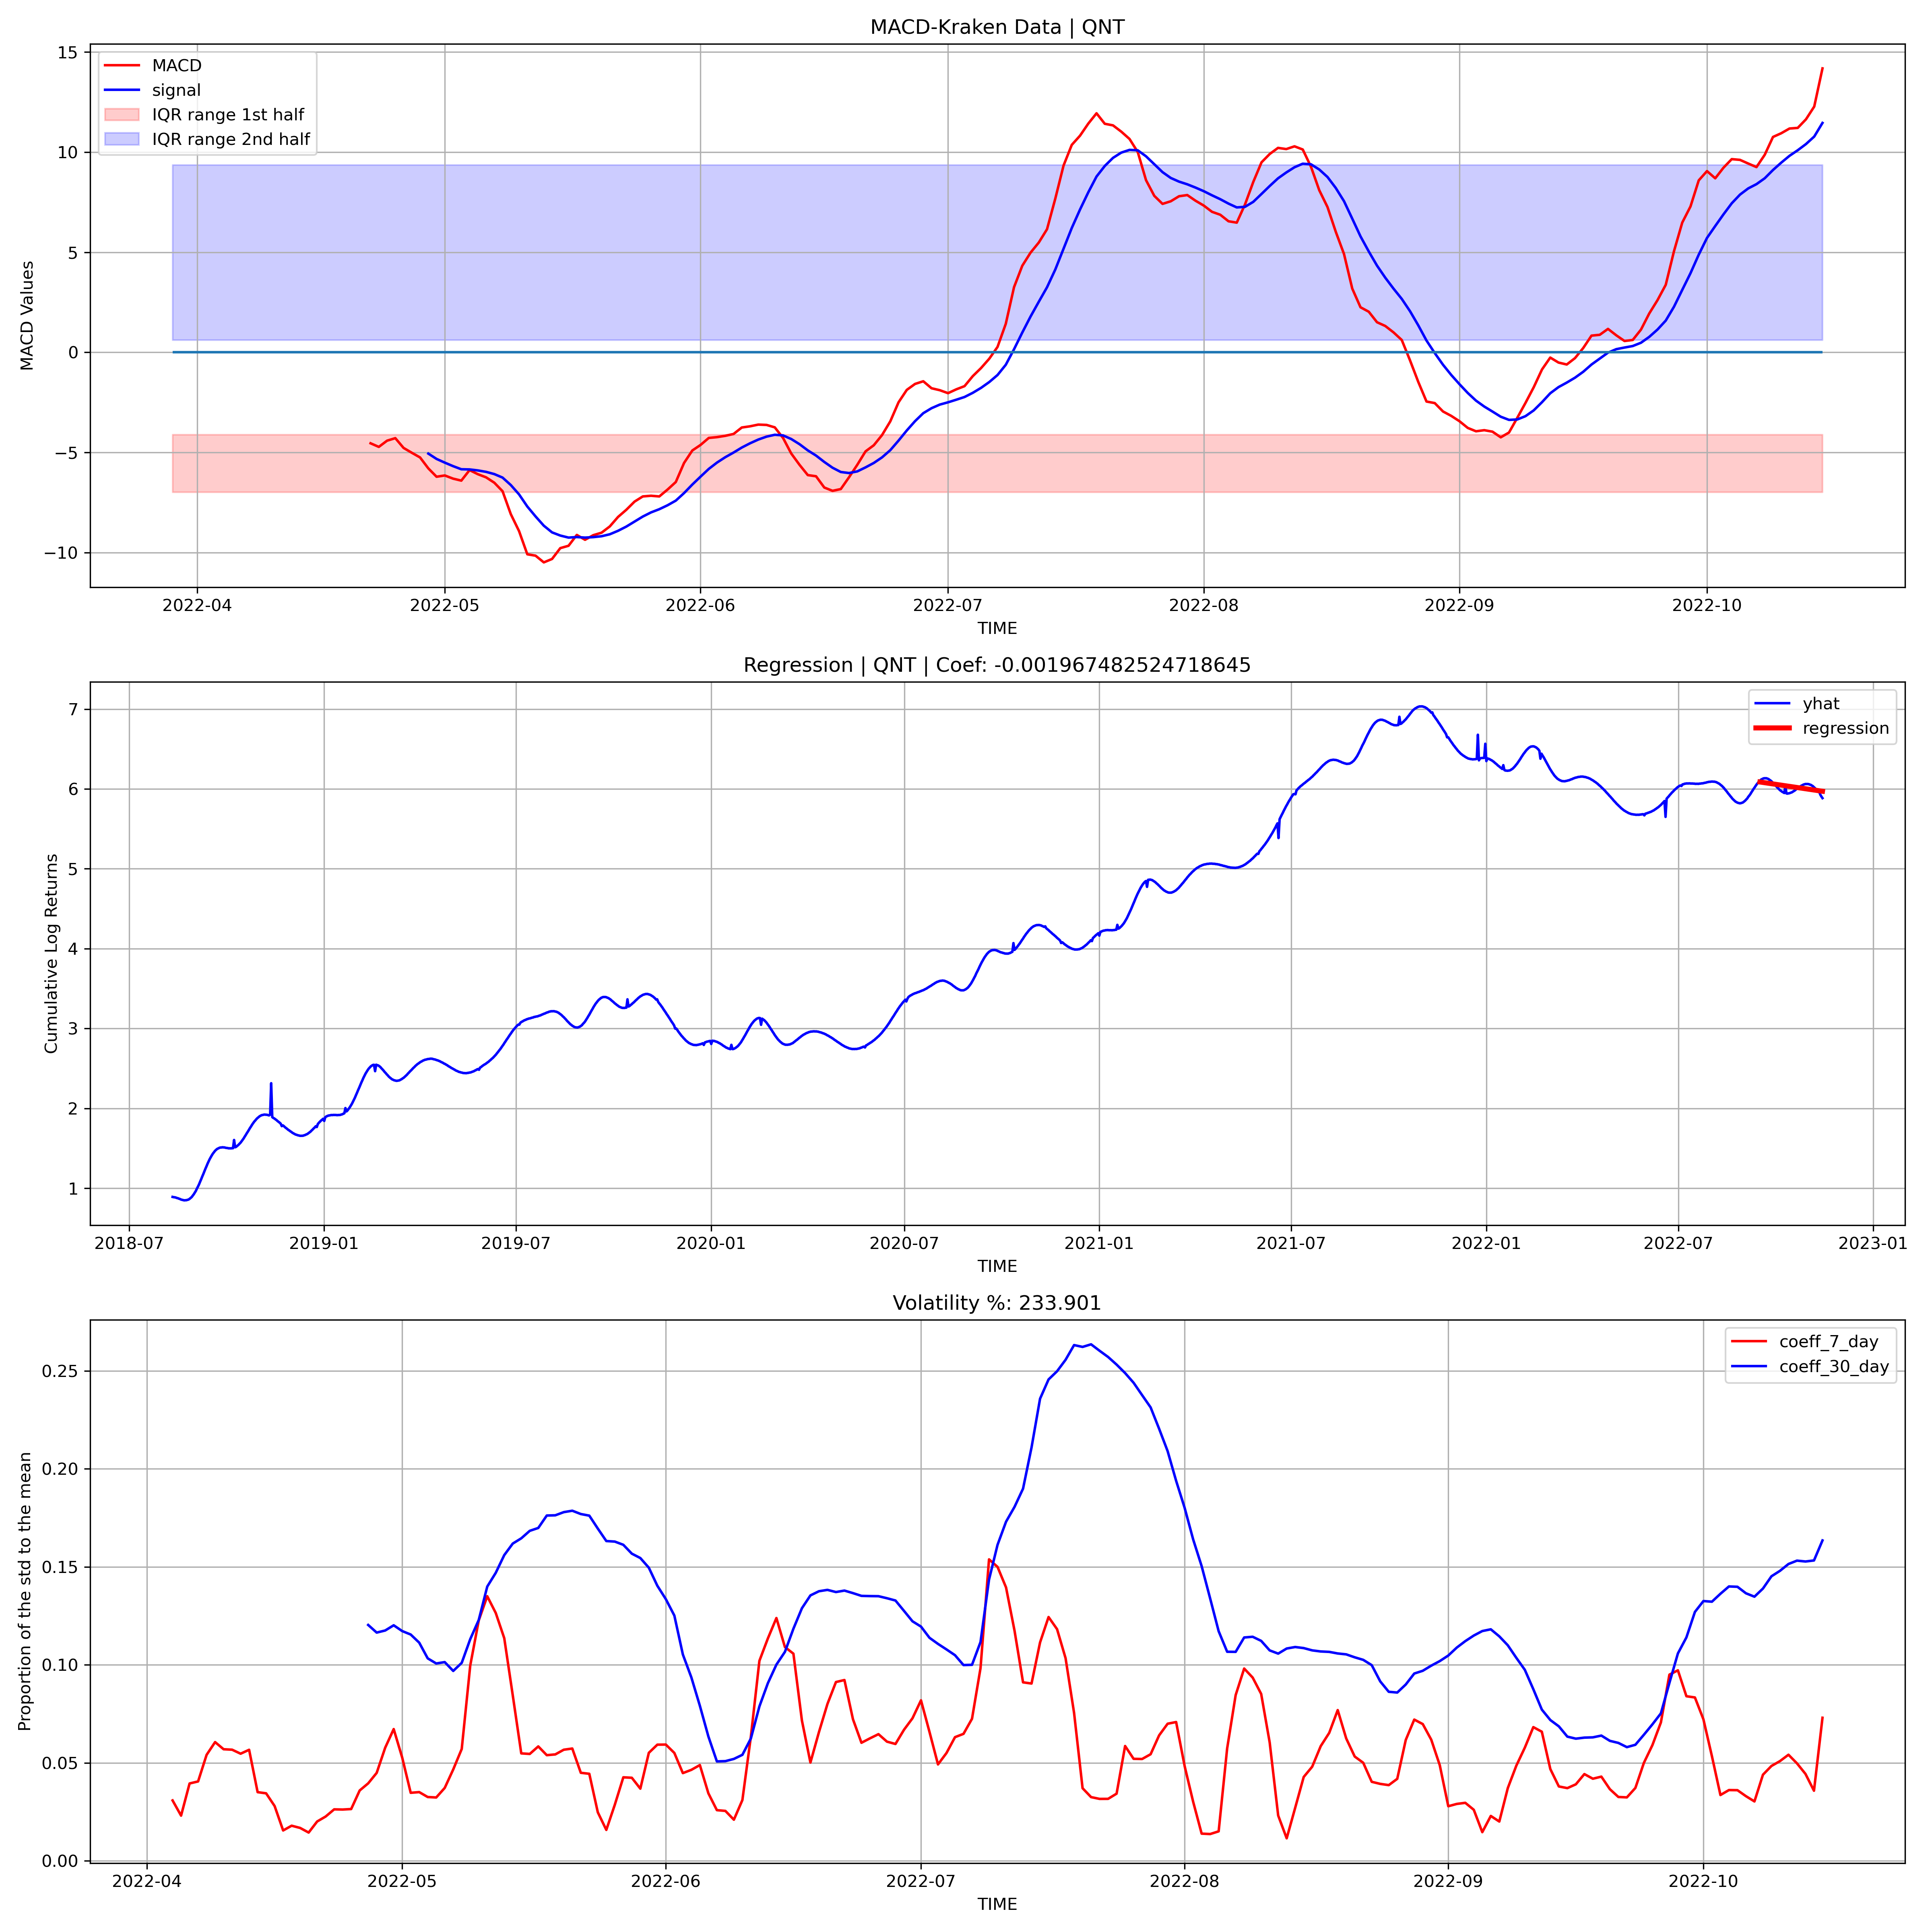 MACD-Kraken Data | QNT
MACD
signal
IQR range 1st half
IQR range 2nd half
15
10
5
0
−5
−10
MACD Values
2022-04
2022-05
2022-06
2022-07
2022-08
2022-09
2022-10
TIME
Regression | QNT | Coef: -0.001967482524718645
yhat
regression
7
6
5
4
3
2
1
Cumulative Log Returns
2018-07
2019-01
2019-07
2020-01
2020-07
2021-01
2021-07
2022-01
2022-07
2023-01
TIME
Volatility %: 233.901
coeff_7_day
coeff_30_day
0.25
0.20
0.15
0.10
0.05
0.00
Proportion of the std to the mean
2022-04
2022-05
2022-06
2022-07
2022-08
2022-09
2022-10
TIME